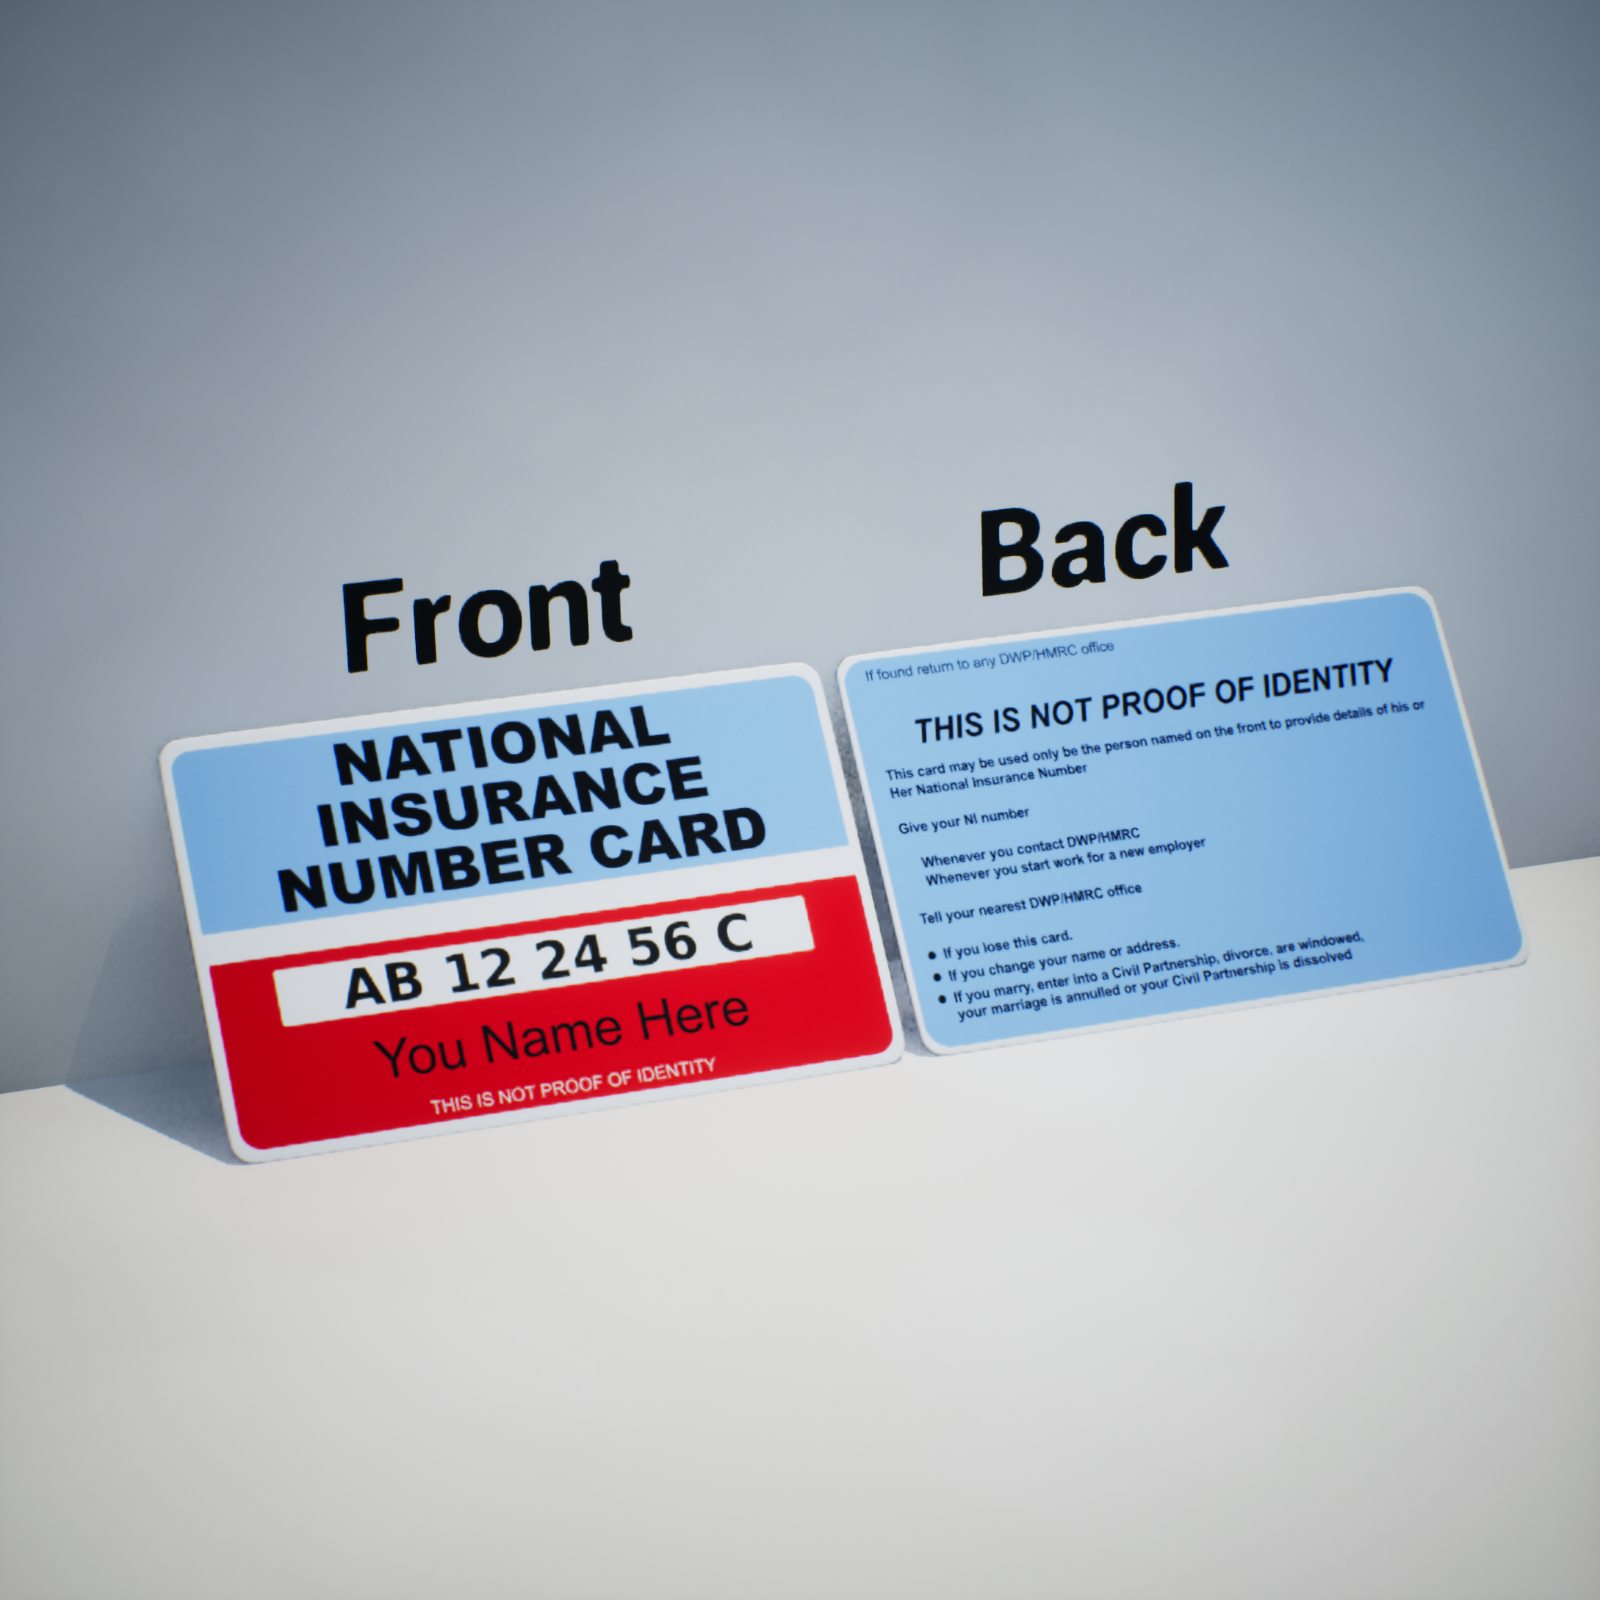 Front
NATIONAL
INSURANCE
NUMBER CARD
AB 12 24 56 C
You Name Here
THIS IS NOT PROOF OF IDENTITY
Back
If found return to any DWP/HMRC office
THIS IS NOT PROOF OF IDENTITY
This card may be used only be the person named on the front to provide details of his or
Her National Insurance Number
Give your NI number
Whenever you contact DWP/HMRC
Whenever you start work for a new employer
Tell your nearest DWP/HMRC office
● If you lose this card.
● If you change your name or address.
● If you marry, enter into a Civil Partnership, divorce, are windowed,
your marriage is annulled or your Civil Partnership is dissolved